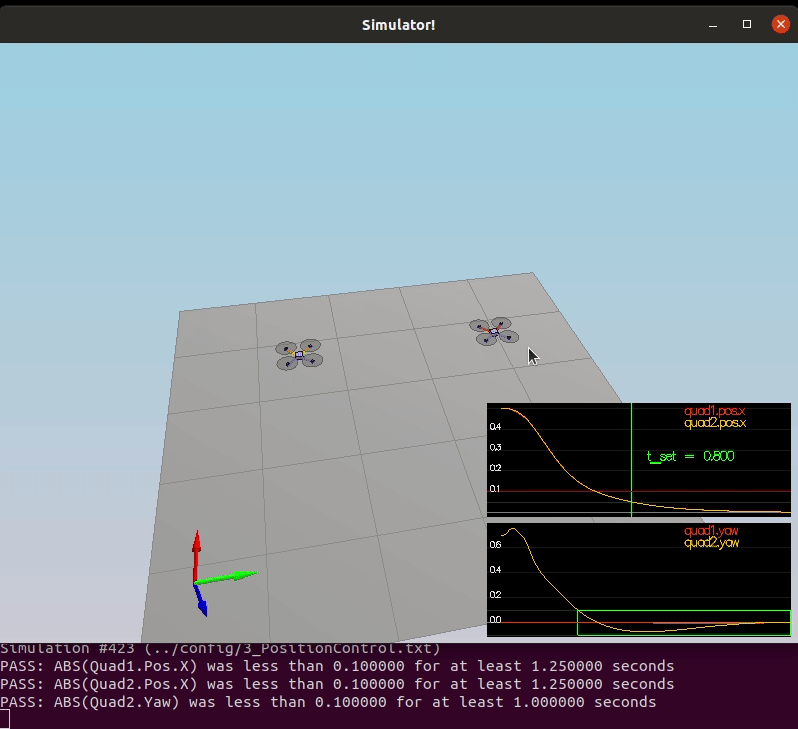 Simulator!
quad1.pos.x
quad2.pos.x
0.4
0.3
t_set = 0.800
0.2
0.1
quad1.yaw
quad2.yaw
0.6
0.4
0.2
0.0
Simulation #423 (../config/3_PositionControl.txt)
PASS: ABS(Quad1.Pos.X) was less than 0.100000 for at least 1.250000 seconds
PASS: ABS(Quad2.Pos.X) was less than 0.100000 for at least 1.250000 seconds
PASS: ABS(Quad2.Yaw) was less than 0.100000 for at least 1.000000 seconds